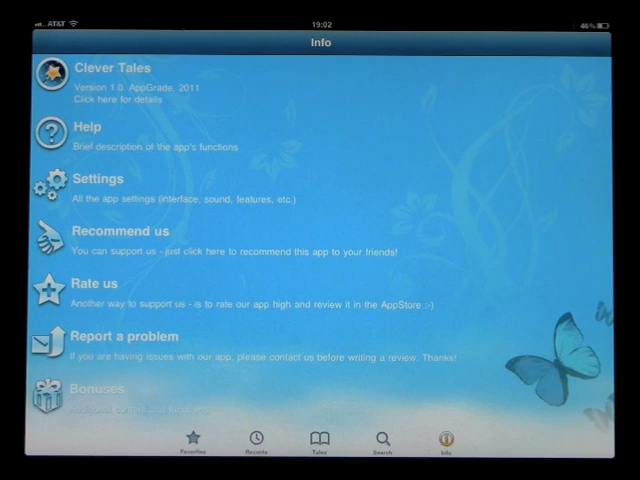 AT&T
19:02
46%
Info
Clever Tales
Version 1.0. AppGrade, 2011
Click here for details
Help
Brief description of the app's functions
Settings
All the app settings (interface, sound, features, etc.)
Recommend us
You can support us - just click here to recommend this app to your friends!
Rate us
Another way to support us - is to rate our app high and review it in the AppStore :-)
Report a problem
If you are having issues with our app, please contact us before writing a review. Thanks!
Bonuses
Additional content and
Favorites
Recents
Tales
Search
Info